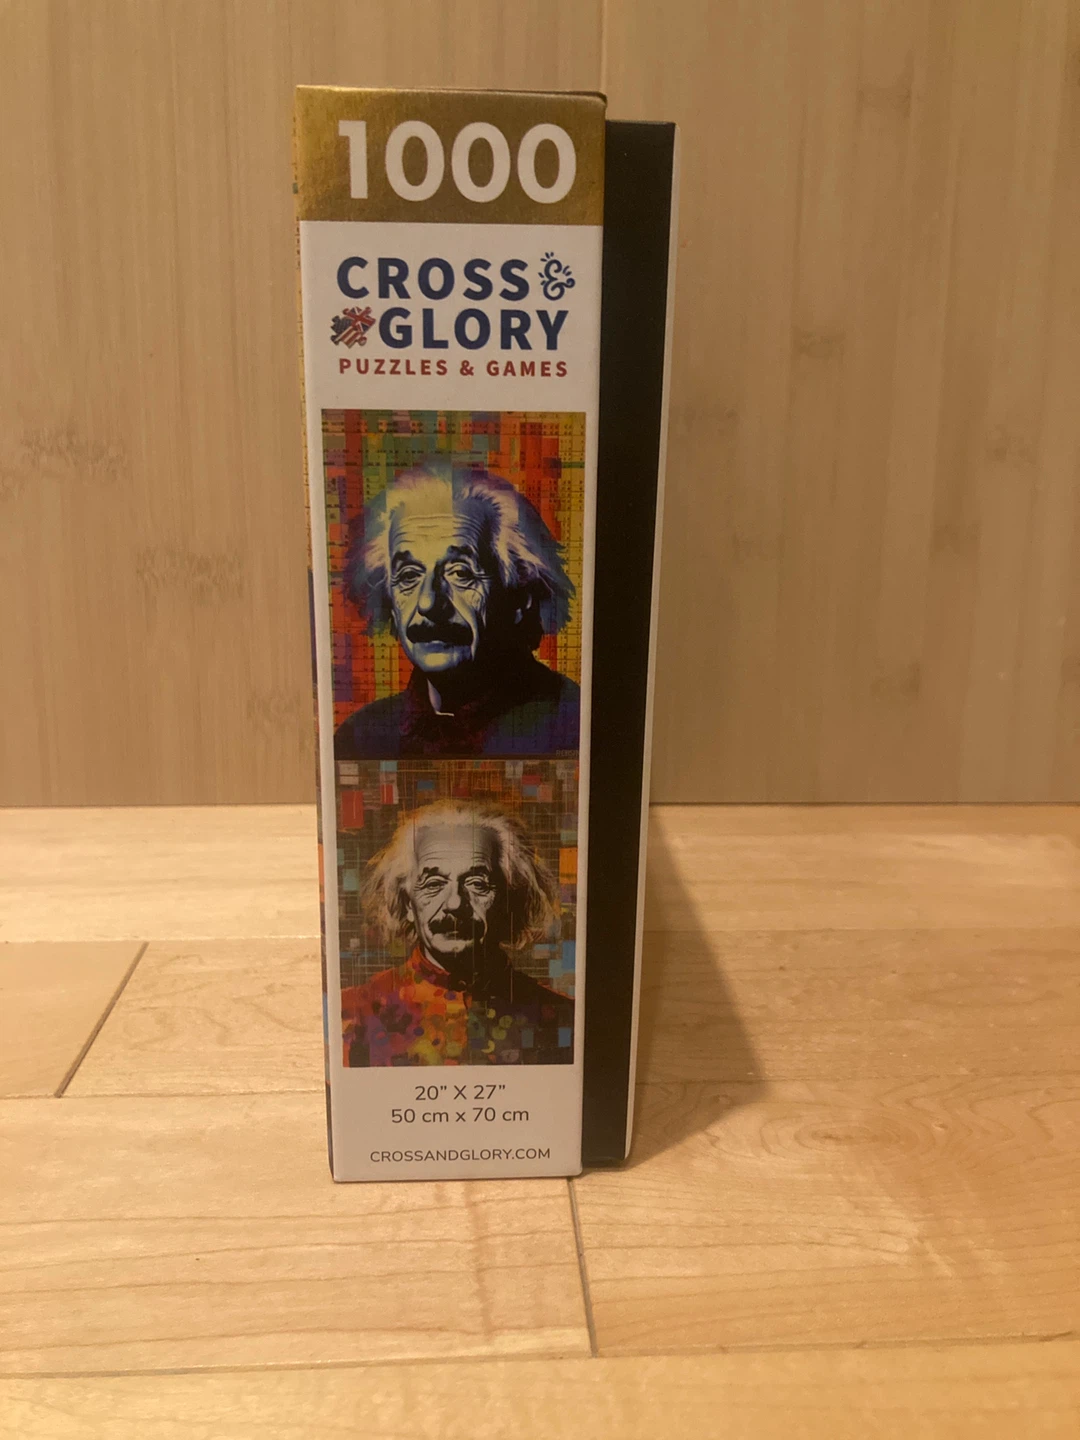 1000
CROSS &
GLORY
PUZZLES & GAMES
20" X 27"
50 cm x 70 cm
CROSSANDGLORY.COM